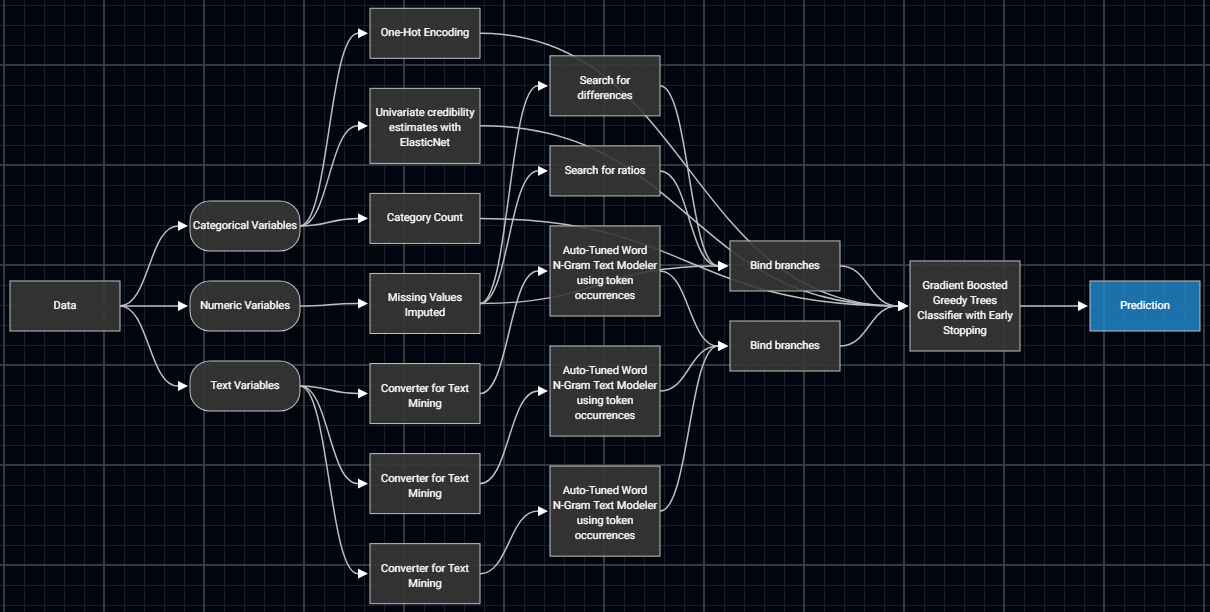 Data
Categorical Variables
Numeric Variables
Text Variables
One-Hot Encoding
Univariate credibility
estimates with
ElasticNet
Category Count
Missing Values
Imputed
Converter for Text
Mining
Converter for Text
Mining
Converter for Text
Mining
Search for
differences
Search for ratios
Auto-Tuned Word
N-Gram Text Modeler
using token
occurrences
Auto-Tuned Word
N-Gram Text Modeler
using token
occurrences
Auto-Tuned Word
N-Gram Text Modeler
using token
occurrences
Bind branches
Bind branches
Gradient Boosted
Greedy Trees
Classifier with Early
Stopping
Prediction